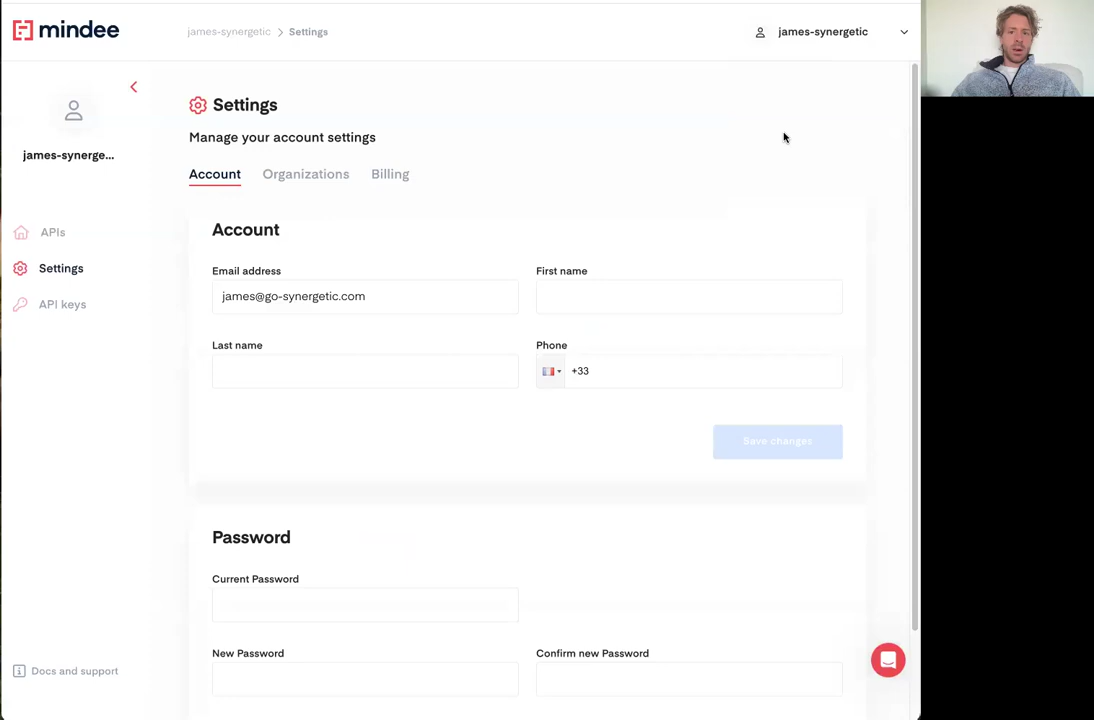 mindee
james-synergetic > Settings
james-synergetic
james-synerge...
APIs
Settings
API keys
Docs and support
Settings
Manage your account settings
Account Organizations Billing
Account
Email address First name
james@go-synergetic.com
Last name Phone
+33
Save changes
Password
Current Password
New Password Confirm new Password